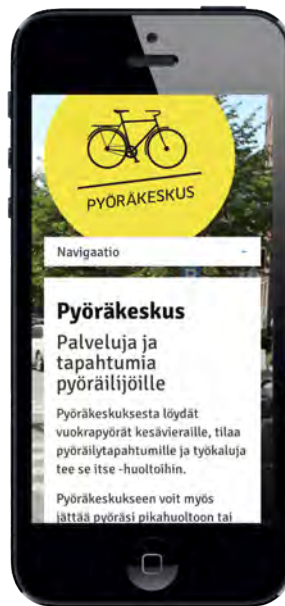 PYÖRÄKESKUS
Navigaatio
Pyöräkeskus
Palveluja ja
tapahtumia
pyöräilijöille
Pyöräkeskuksesta löydät
vuokrapyörät kesävieraille, tilaa
pyöräilytapahtumille ja työkaluja
tee se itse -huoltoihin.
Pyöräkeskukseen voit myös
jättää pyöräsi pikahuoltoon tai